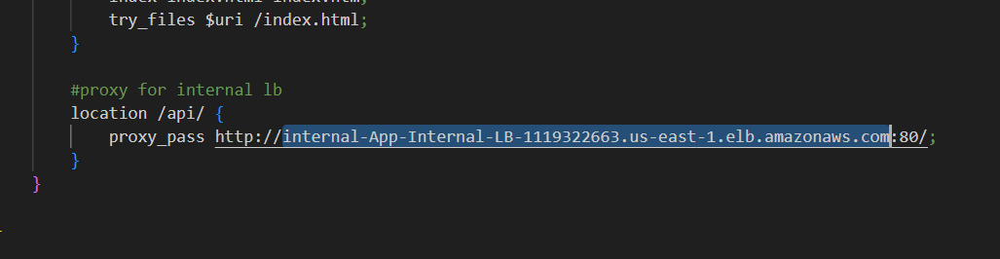 index index.html index.htm;
try_files $uri /index.html;
}
#proxy for internal lb
location /api/ {
proxy_pass http://internal-App-Internal-LB-1119322663.us-east-1.elb.amazonaws.com:80/;
}
}